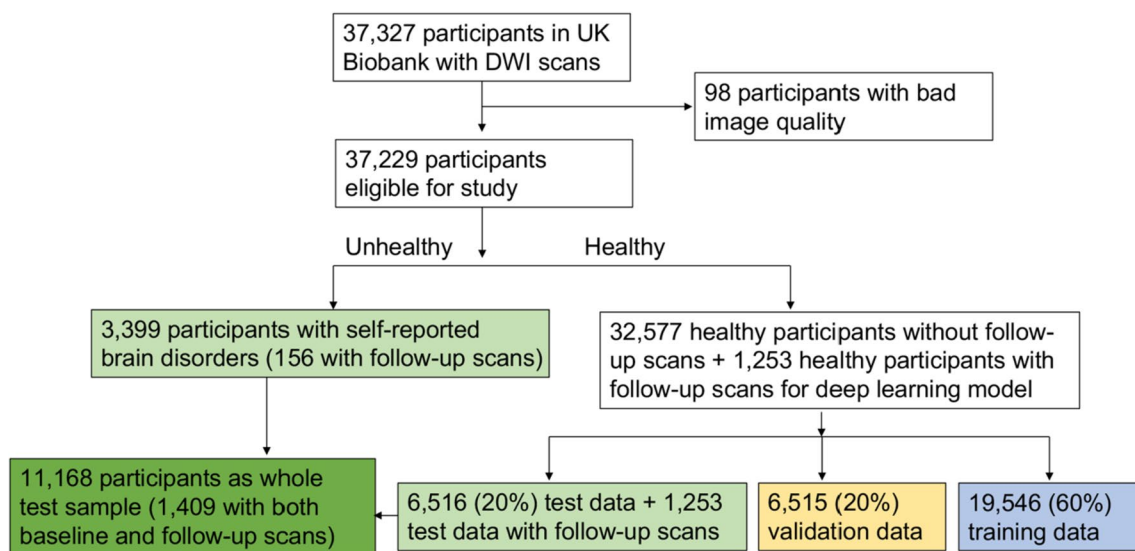 37,327 participants in UK
Biobank with DWI scans
98 participants with bad
image quality
37,229 participants
eligible for study
Unhealthy
Healthy
3,399 participants with self-reported
brain disorders (156 with follow-up scans)
32,577 healthy participants without follow-
up scans + 1,253 healthy participants with
follow-up scans for deep learning model
11,168 participants as whole
test sample (1,409 with both
baseline and follow-up scans)
6,516 (20%) test data + 1,253
test data with follow-up scans
6,515 (20%)
validation data
19,546 (60%)
training data